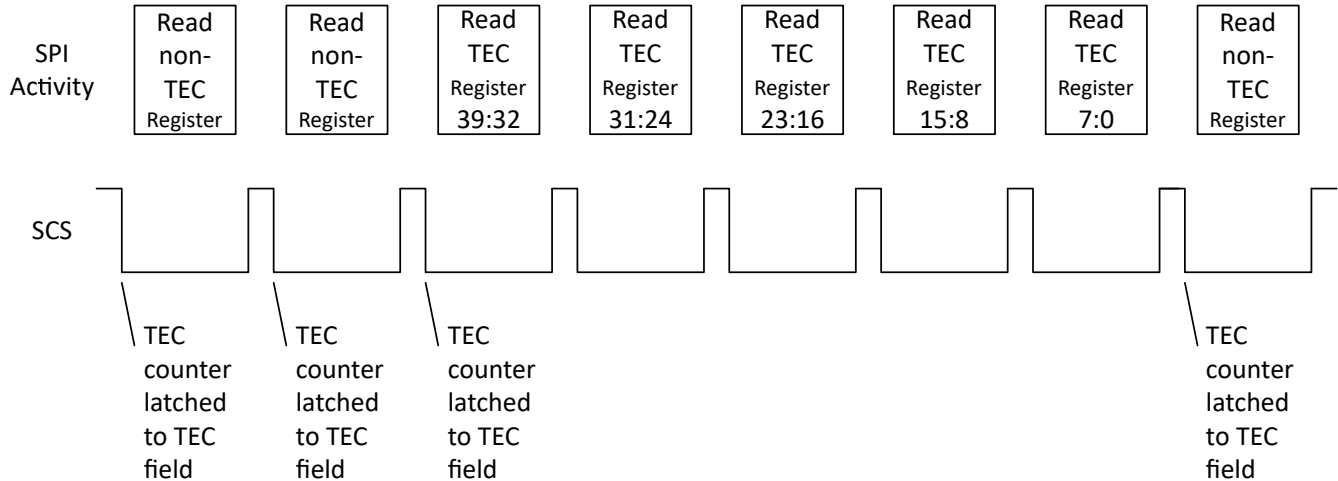 SPI
Activity
Read
non-
TEC
Register
Read
non-
TEC
Register
Read
TEC
Register
39:32
Read
TEC
Register
31:24
Read
TEC
Register
23:16
Read
TEC
Register
15:8
Read
TEC
Register
7:0
Read
non-
TEC
Register
SCS
TEC
counter
latched
to TEC
field
TEC
counter
latched
to TEC
field
TEC
counter
latched
to TEC
field
TEC
counter
latched
to TEC
field